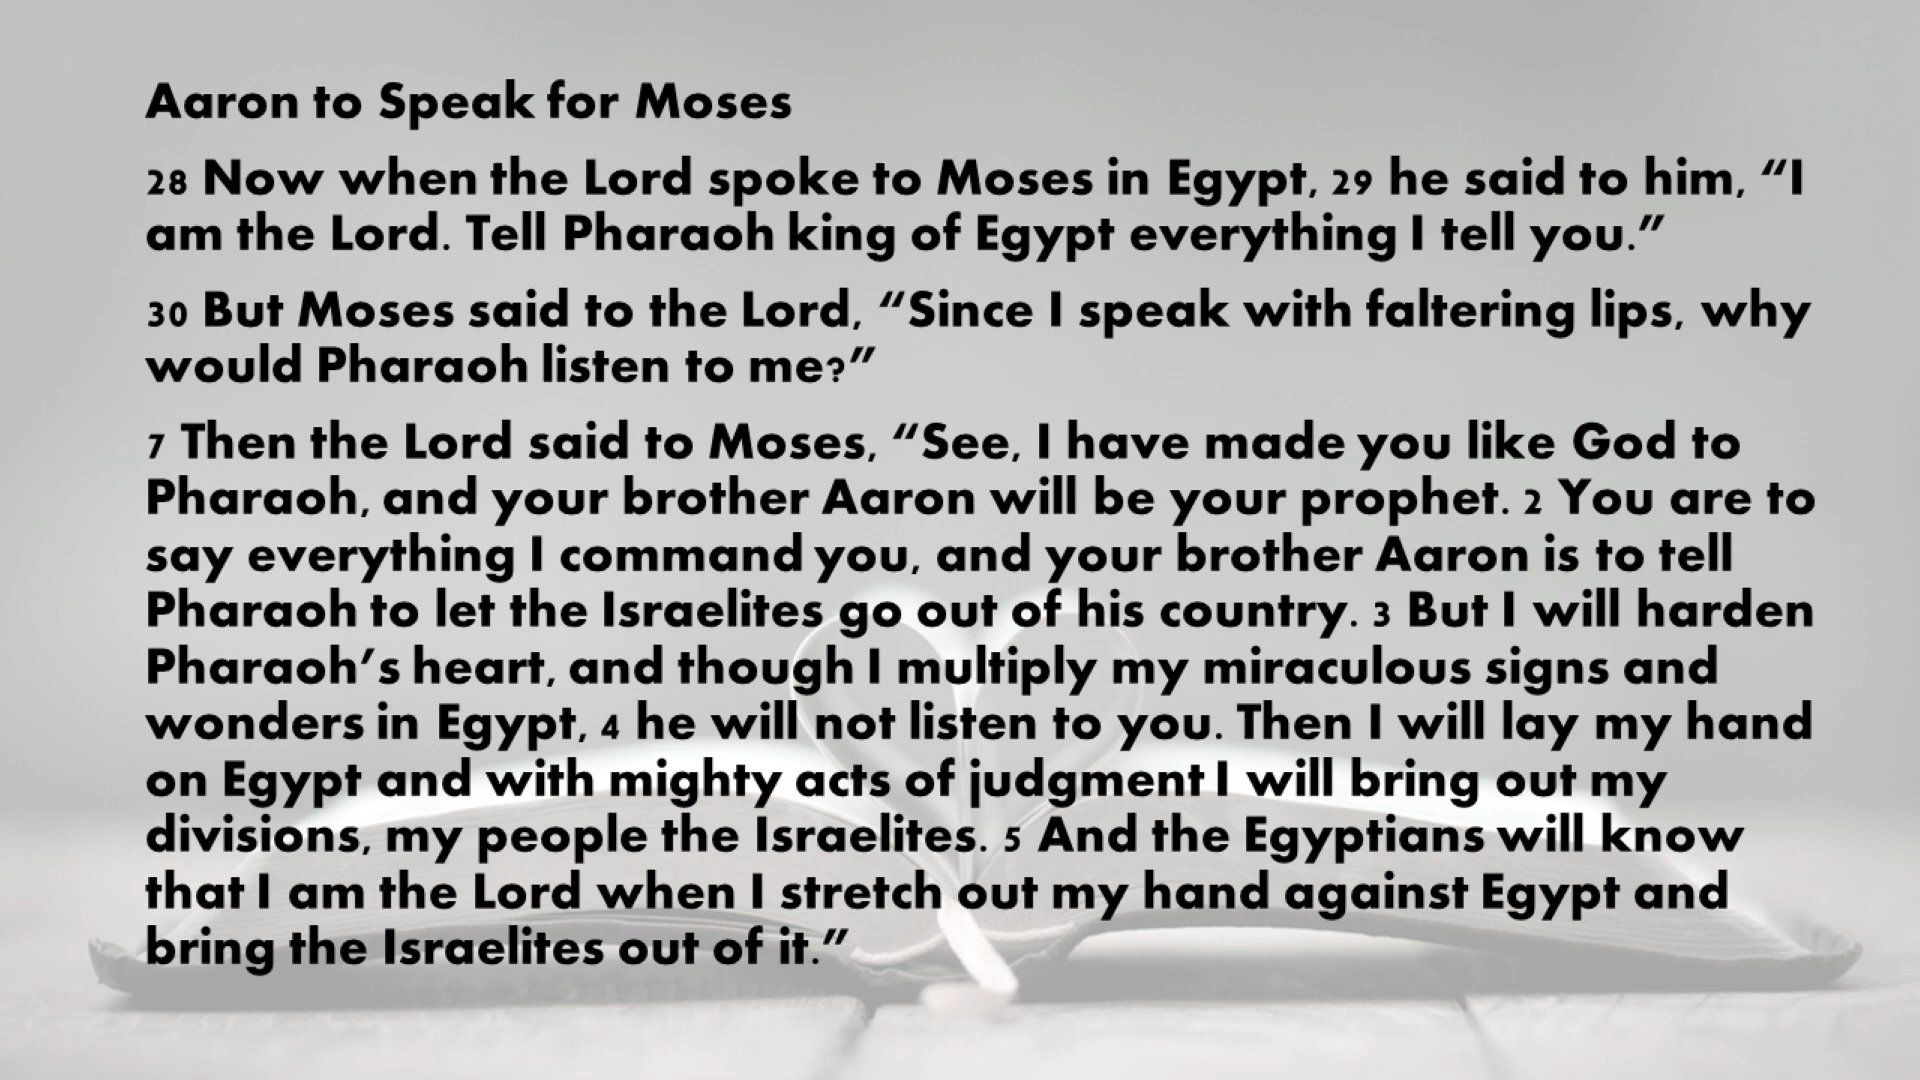 Aaron to Speak for Moses
28 Now when the Lord spoke to Moses in Egypt, 29 he said to him, “I
am the Lord. Tell Pharaoh king of Egypt everything I tell you.”
30 But Moses said to the Lord, “Since I speak with faltering lips, why
would Pharaoh listen to me?”
7 Then the Lord said to Moses, “See, I have made you like God to
Pharaoh, and your brother Aaron will be your prophet. 2 You are to
say everything I command you, and your brother Aaron is to tell
Pharaoh to let the Israelites go out of his country. 3 But I will harden
Pharaoh’s heart, and though I multiply my miraculous signs and
wonders in Egypt, 4 he will not listen to you. Then I will lay my hand
on Egypt and with mighty acts of judgment I will bring out my
divisions, my people the Israelites. 5 And the Egyptians will know
that I am the Lord when I stretch out my hand against Egypt and
bring the Israelites out of it.”